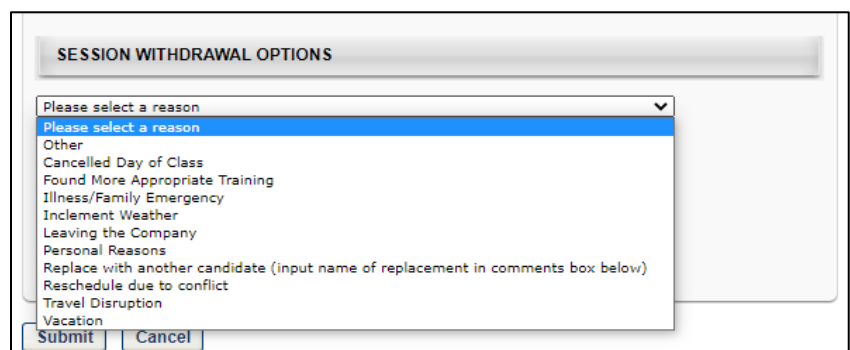 SESSION WITHDRAWAL OPTIONS
Please select a reason
Please select a reason
Other
Cancelled Day of Class
Found More Appropriate Training
Illness/Family Emergency
Inclement Weather
Leaving the Company
Personal Reasons
Replace with another candidate (input name of replacement in comments box below)
Reschedule due to conflict
Travel Disruption
Vacation
Submit Cancel